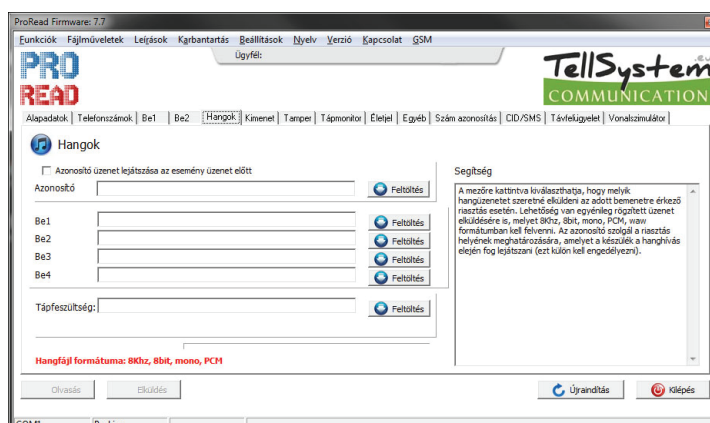 ProRead Firmware: 7.7
Funkciók Fájlműveletek Leírások Karbantartás Beállítások Nyelv Verzió Kapcsolat GSM
PRO READ
Ügyfél:
TellSystem.eu
COMMUNICATION
Alapadatok Telefonszámok Be1 Be2 Hangok Kimenet Tamper Tápmonitor Életjel Egyéb Szám azonosítás CID/SMS Távfelügyelet Vonalszimulátor
Hangok
Azonosító üzenet lejátszása az esemény üzenet előtt
Azonosító Feltöltés
Be1 Feltöltés
Be2 Feltöltés
Be3 Feltöltés
Be4 Feltöltés
Tápfeszültség: Feltöltés
Hangfájl formátuma: 8Khz, 8bit, mono, PCM
Segítség
A mezőre kattintva kiválaszthatja, hogy melyik
hangüzenetet szeretné elküldeni az adott bemenetre érkező
riasztás esetén. Lehetőség van egyénileg rögzített üzenet
elküldésére is, melyet 8Khz, 8bit, mono, PCM, waw
formátumban kell felvenni. Az azonosító szolgál a riasztás
helyének meghatározására, amelyet a készülék a hanghívás
elején fog lejátszani (ezt külön kell engedélyezni).
Olvasás Elküldés Újraindítás Kilépés